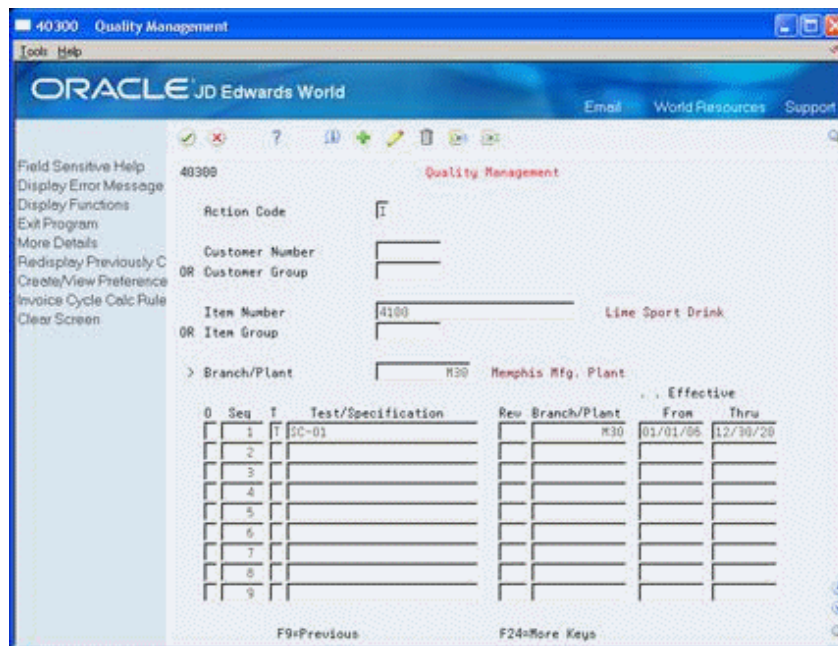 40300 Quality Management
Tools Help
ORACLE JD Edwards World
Email World Resources Support
Field Sensitive Help
Display Error Message
Display Functions
Exit Program
More Details
Redisplay Previously C
Create/View Preference
Invoice Cycle Calc Rule
Clear Screen
40300 Quality Management
Action Code I
Customer Number
OR Customer Group
Item Number 4100 Lime Sport Drink
OR Item Group
> Branch/Plant M30 Memphis Mfg. Plant
. . Effective
O Seq T Test/Specification Rev Branch/Plant From Thru
1 T SC-01 M30 01/01/06 12/30/20
2
3
4
5
6
7
8
9
F9=Previous F24=More Keys